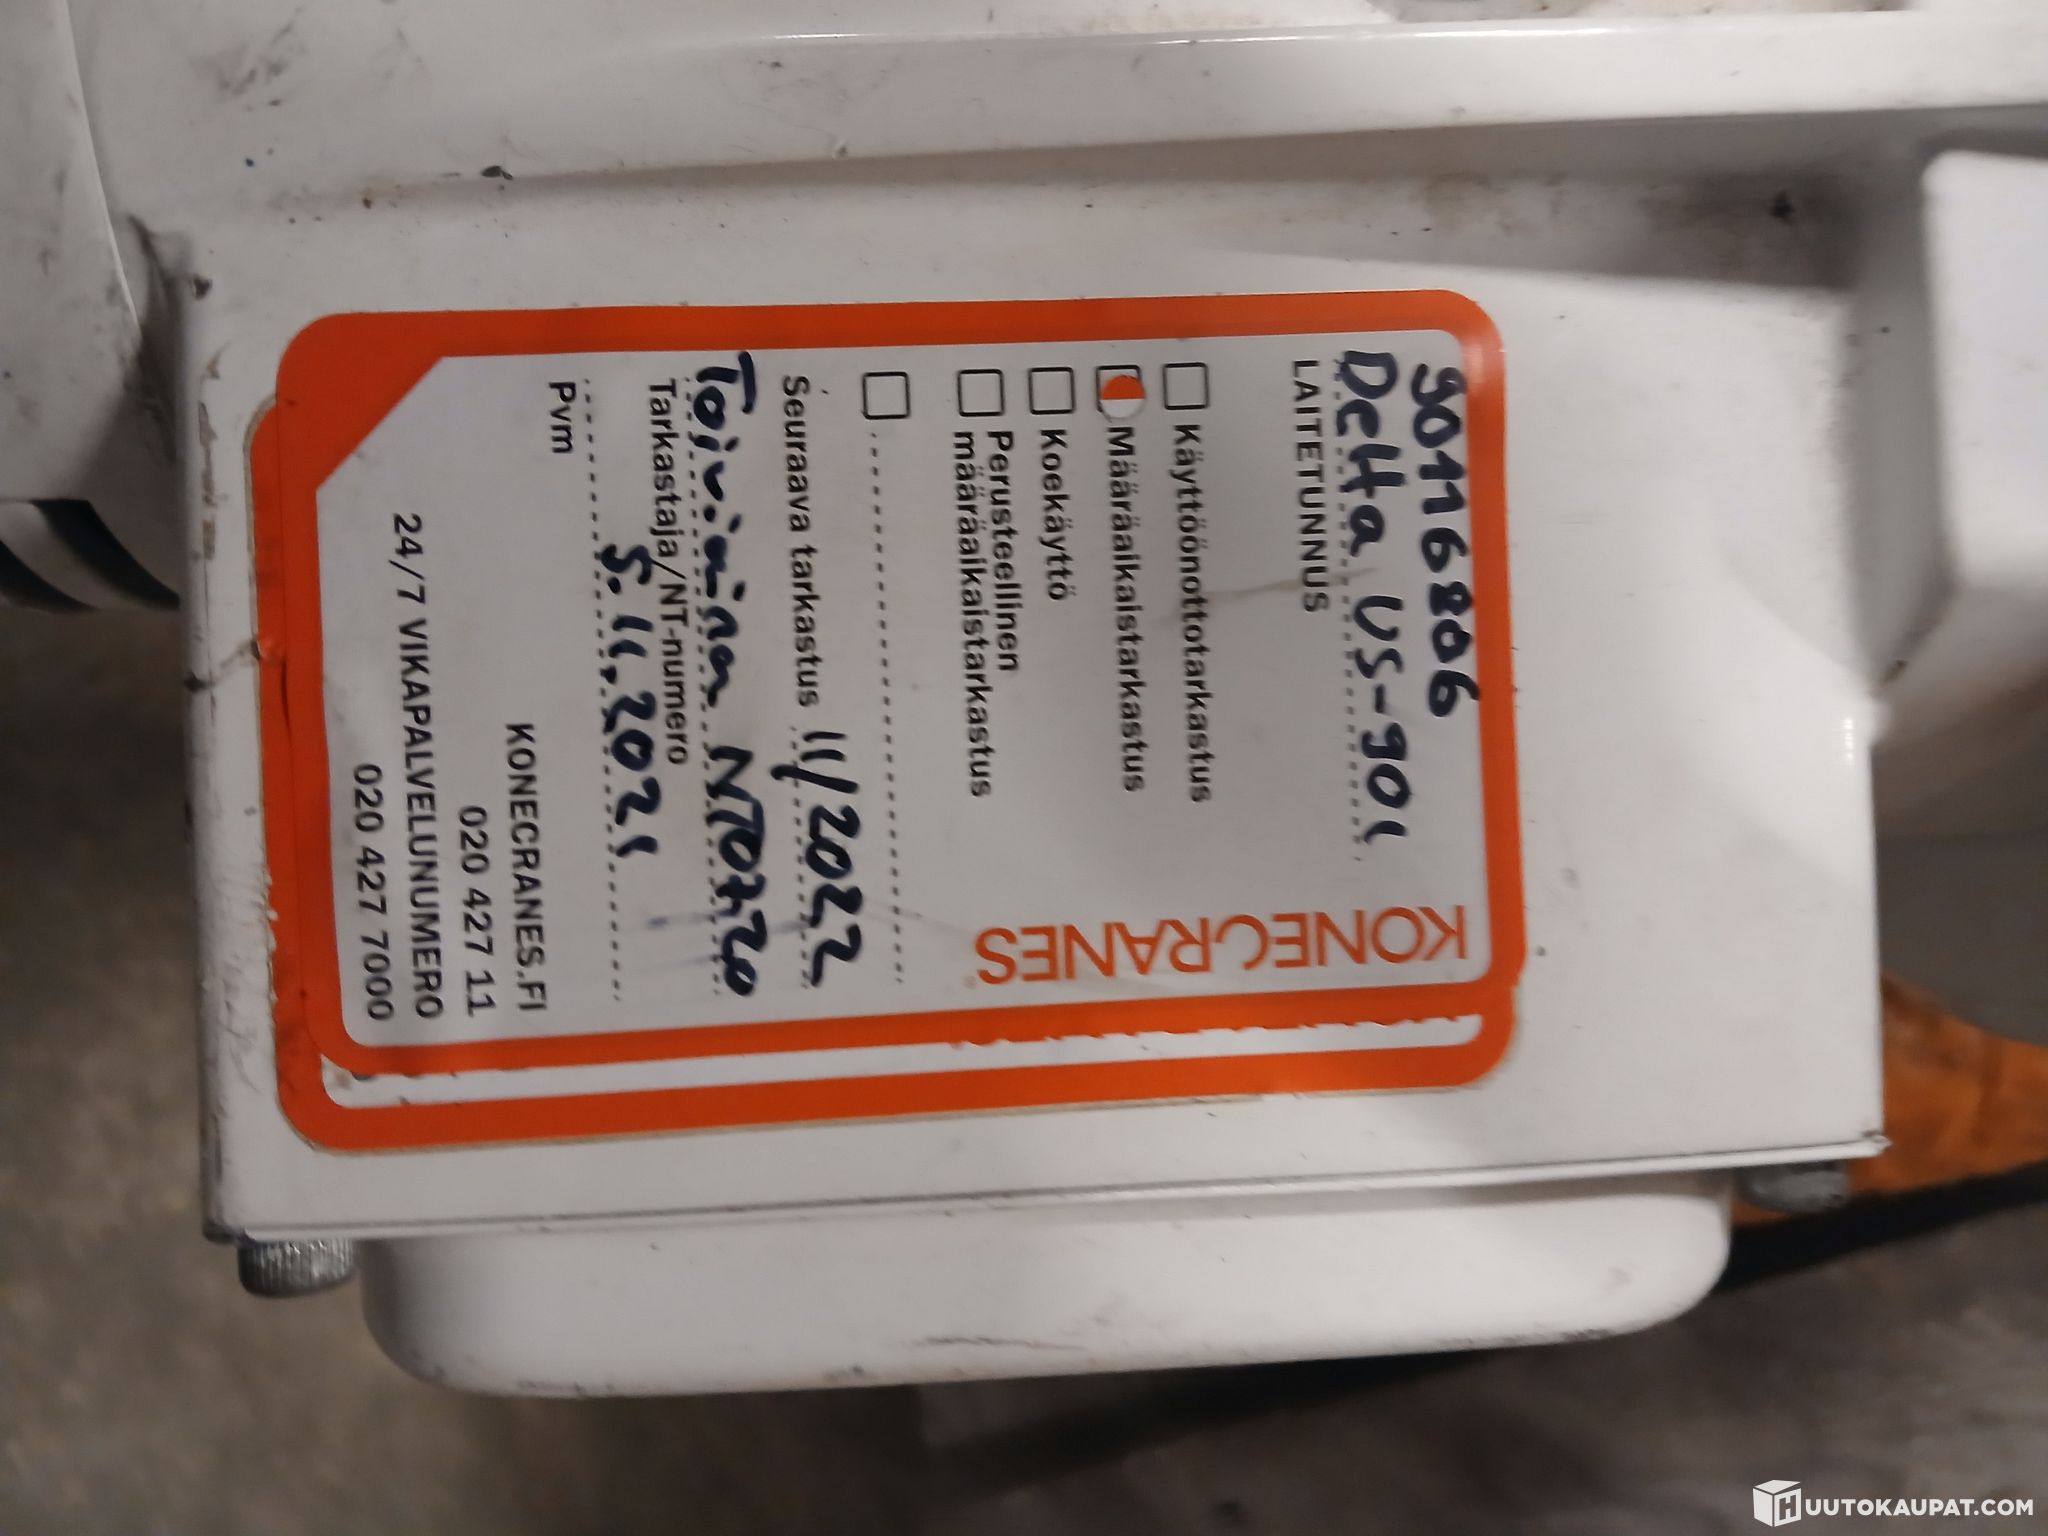 KONECRANES
90116806
Delta US-901
LAITETUNNUS
Käyttöönottotarkastus
Määräaikaistarkastus
Koekäyttö
Perusteellinen
määräaikaistarkastus
Seuraava tarkastus 11/2022
Toivinen NT0720
Tarkastaja/NT-numero
5.11.2021
Pvm
KONECRANES.FI
020 427 11
24/7 VIKAPALVELUNUMERO
020 427 7000
HUUTOKAUPAT.COM